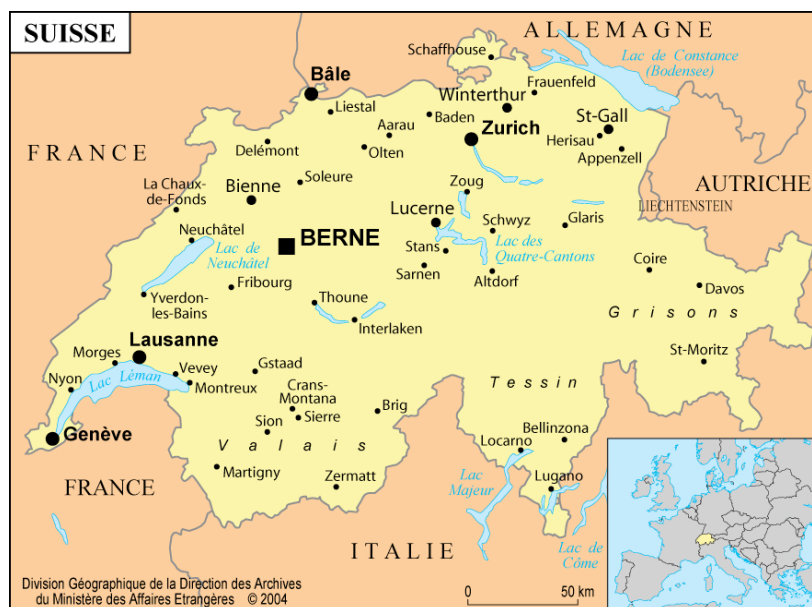 SUISSE
ALLEMAGNE
Schaffhouse
Lac de Constance
(Bodensee)
Bâle
Frauenfeld
Winterthur
Liestal
Baden
St-Gall
Aarau
Zurich
Herisau
FRANCE
Delémont
Olten
Appenzell
Soleure
Zoug
AUTRICHE
La Chaux-
de-Fonds
Bienne
LIECHTENSTEIN
Lucerne
Schwyz
Glaris
Neuchâtel
BERNE
Lac de
Neuchâtel
Stans
Lac des
Quatre-Cantons
Sarnen
Altdorf
Coire
Fribourg
Davos
Yverdon-
les-Bains
Thoune
Grisons
Interlaken
Lausanne
Morges
St-Moritz
Vevey
Gstaad
Nyon
Lac Léman
Montreux
Crans-
Montana
Tessin
Sierre
Brig
Sion
Genève
Valais
Bellinzona
Locarno
Martigny
Zermatt
Lac
Majeur
Lugano
FRANCE
ITALIE
Lac de
Côme
Division Géographique de la Direction des Archives
du Ministère des Affaires Etrangères © 2004
0 50 km